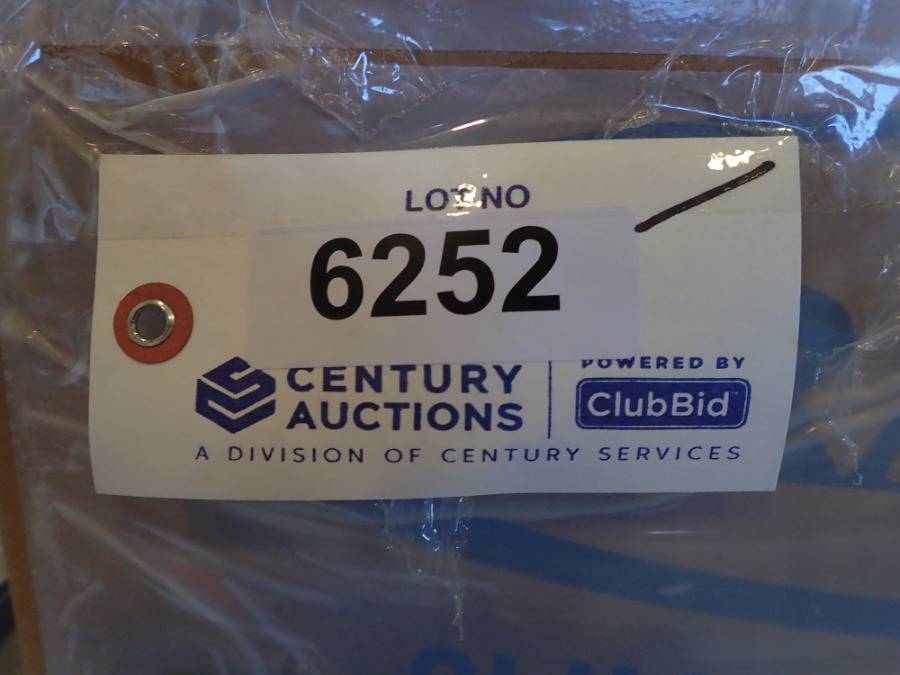 LOT NO
6252
CENTURY
AUCTIONS
POWERED BY
ClubBid
A DIVISION OF CENTURY SERVICES